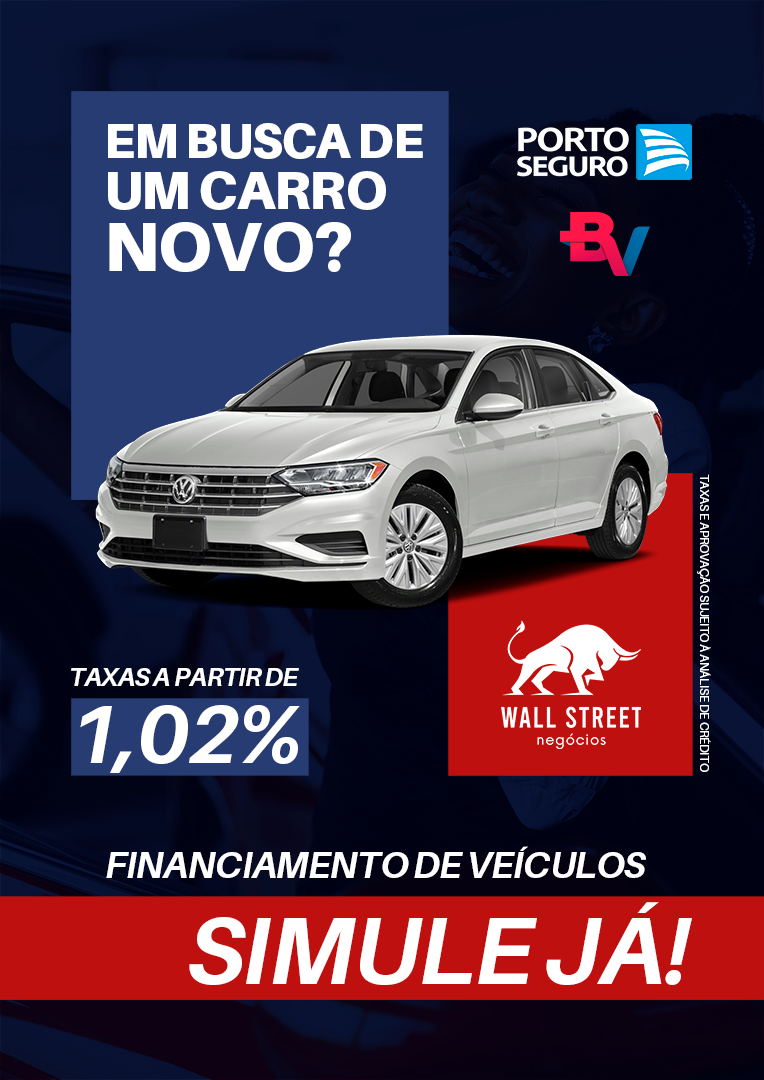 EM BUSCA DE
UM CARRO
NOVO?
PORTO
SEGURO
BV
TAXAS E APROVAÇÃO SUJEITO À ANÁLISE DE CRÉDITO
WALL STREET
negócios
TAXAS A PARTIR DE
1,02%
FINANCIAMENTO DE VEÍCULOS
SIMULE JÁ!